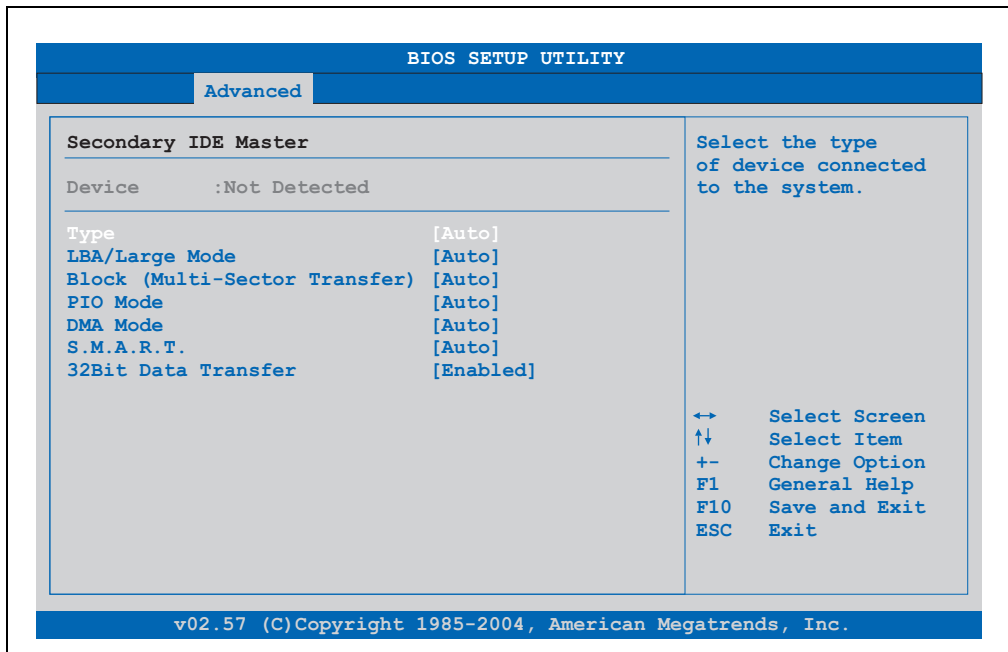 BIOS SETUP UTILITY
Advanced
Secondary IDE Master
Device :Not Detected
Type [Auto]
LBA/Large Mode [Auto]
Block (Multi-Sector Transfer) [Auto]
PIO Mode [Auto]
DMA Mode [Auto]
S.M.A.R.T. [Auto]
32Bit Data Transfer [Enabled]
Select the type
of device connected
to the system.
↔ Select Screen
↑↓ Select Item
+- Change Option
F1 General Help
F10 Save and Exit
ESC Exit
v02.57 (C)Copyright 1985-2004, American Megatrends, Inc.